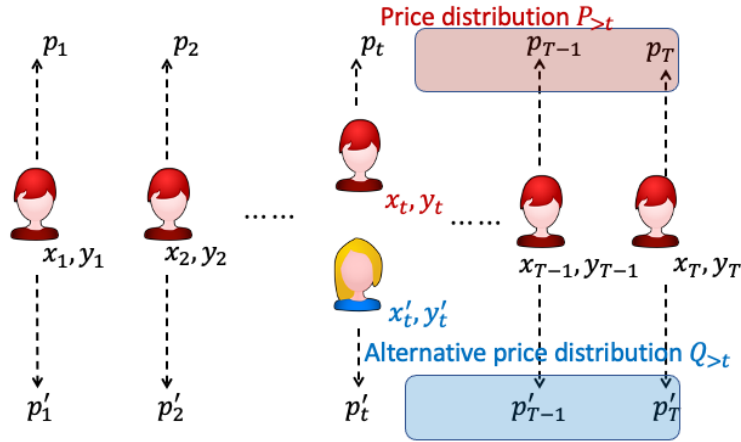 Price distribution P>t
p1 p2 pt pT−1 pT
xt, yt
…… ……
x1, y1 x2, y2 xT−1, yT−1 xT, yT
x′t, y′t
Alternative price distribution Q>t
p′1 p′2 p′t p′T−1 p′T